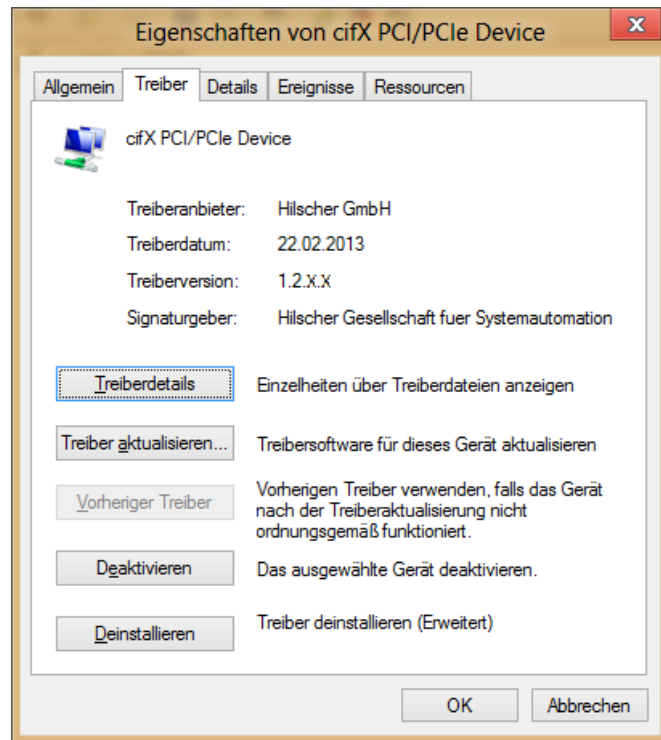 Eigenschaften von cifX PCI/PCIe Device
x
Allgemein Treiber Details Ereignisse Ressourcen
cifX PCI/PCIe Device
Treiberanbieter: Hilscher GmbH
Treiberdatum: 22.02.2013
Treiberversion: 1.2.X.X
Signaturgeber: Hilscher Gesellschaft fuer Systemautomation
Treiberdetails Einzelheiten über Treiberdateien anzeigen
Treiber aktualisieren... Treibersoftware für dieses Gerät aktualisieren
Vorheriger Treiber Vorherigen Treiber verwenden, falls das Gerät
nach der Treiberaktualisierung nicht
ordnungsgemäß funktioniert.
Deaktivieren Das ausgewählte Gerät deaktivieren.
Deinstallieren Treiber deinstallieren (Erweitert)
OK Abbrechen